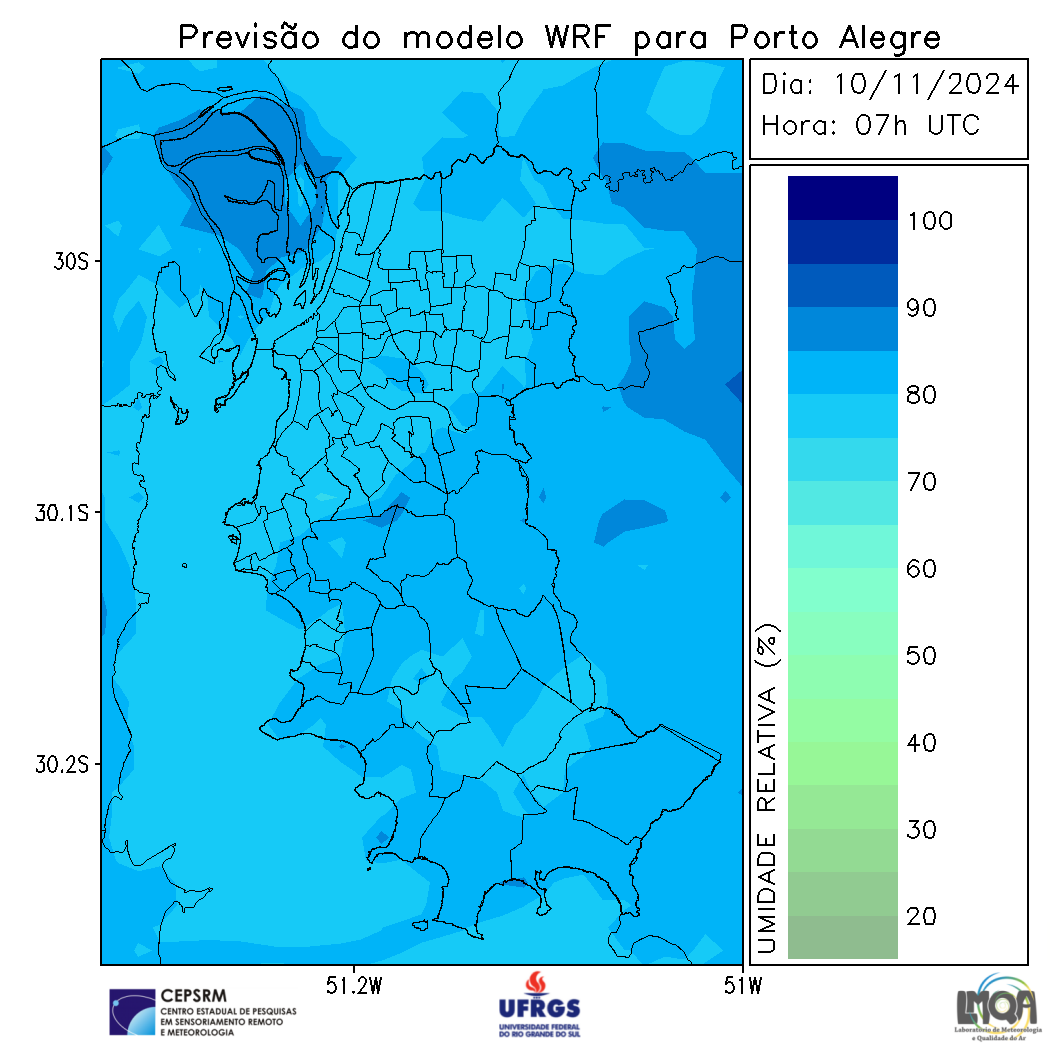 Previsão do modelo WRF para Porto Alegre
Dia: 10/11/2024
Hora: 07h UTC
100
90
80
70
60
50
40
30
20
UMIDADE RELATIVA (%)
30S
30.1S
30.2S
51.2W
51W
CEPSRM
CENTRO ESTADUAL DE PESQUISAS
EM SENSORIAMENTO REMOTO
E METEOROLOGIA
UFRGS
UNIVERSIDADE FEDERAL
DO RIO GRANDE DO SUL
LMQA
Laboratório de Meteorologia
e Qualidade do Ar